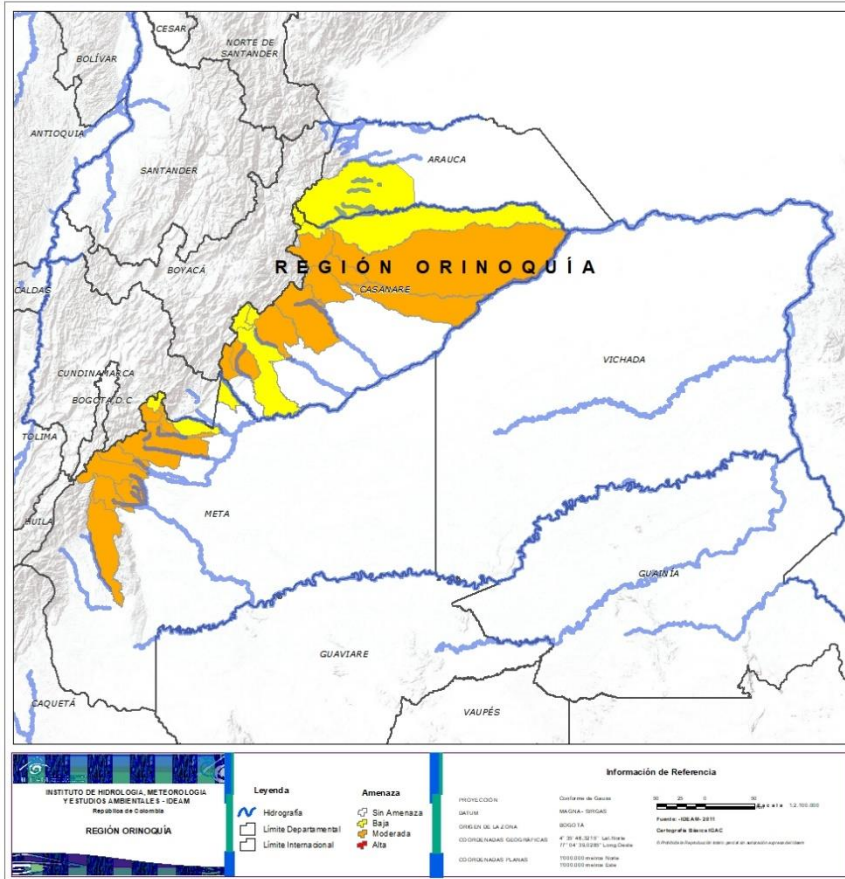 CESAR
NORTE DE
SANTANDER
BOLÍVAR
ANTIOQUIA
ARAUCA
SANTANDER
BOYACÁ
REGIÓN ORINOQUÍA
CALDAS
CASANARE
VICHADA
CUNDINAMARCA
BOGOTÁ, D.C
TOLIMA
META
HUILA
GUAINÍA
GUAVIARE
CAQUETÁ
VAUPÉS
INSTITUTO DE HIDROLOGIA, METEOROLOGIA
Y ESTUDIOS AMBIENTALES - IDEAM
República de Colombia
REGIÓN ORINOQUÍA
Leyenda
Hidrografía
Límite Departamental
Límite Internacional
Amenaza
Sin Amenaza
Baja
Moderada
Alta
Información de Referencia
PROYECCION Conforme de Gauss
DATUM MAGNA-SIRGAS
ORIGEN DE LA ZONA BOGOTA
COORDENADAS GEOGRAFICAS
COORDENADAS PLANAS
Escala
Fuente: -IDEAM- 2011
Cartografía Básica IGAC